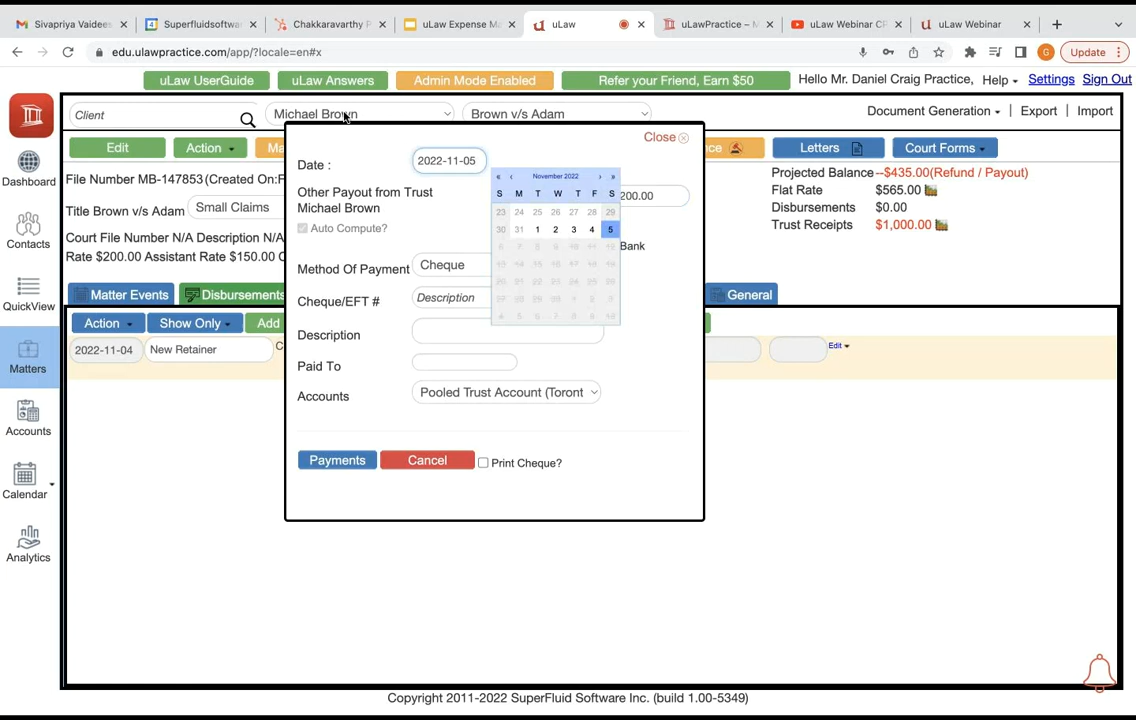 Sivapriya Vaidees
Superfluidsoftwa
Chakkaravarthy P
uLaw Expense Ma
uLaw
uLawPractice –
uLaw Webinar CP
uLaw Webinar
edu.ulawpractice.com/app/?locale=en#x
G
Update
uLaw UserGuide
uLaw Answers
Admin Mode Enabled
Refer your Friend, Earn $50
Hello Mr. Daniel Craig Practice,
Help
Settings
Sign Out
Client
Michael Brown
Brown v/s Adam
Document Generation
Export
Import
Edit
Action
Ma
nce
Letters
Court Forms
File Number MB-147853(Created On:F
Title Brown v/s Adam
Small Claims
Court File Number N/A Description N/A
Rate $200.00 Assistant Rate $150.00 C
Projected Balance--$435.00(Refund / Payout)
Flat Rate $565.00
Disbursements $0.00
Trust Receipts $1,000.00
Matter Events
Disbursements
General
Action
Show Only
Add
2022-11-04
New Retainer
C
Edit
Dashboard
Contacts
QuickView
Matters
Accounts
Calendar
Analytics
Close
Date :
2022-11-05
Other Payout from Trust
Michael Brown
200.00
Auto Compute?
Bank
Method Of Payment
Cheque
Cheque/EFT #
Description
Description
Paid To
Accounts
Pooled Trust Account (Toront
Payments
Cancel
Print Cheque?
« ‹ November 2022 › »
S M T W T F S
23 24 25 26 27 28 29
30 31 1 2 3 4 5
Copyright 2011-2022 SuperFluid Software Inc. (build 1.00-5349)